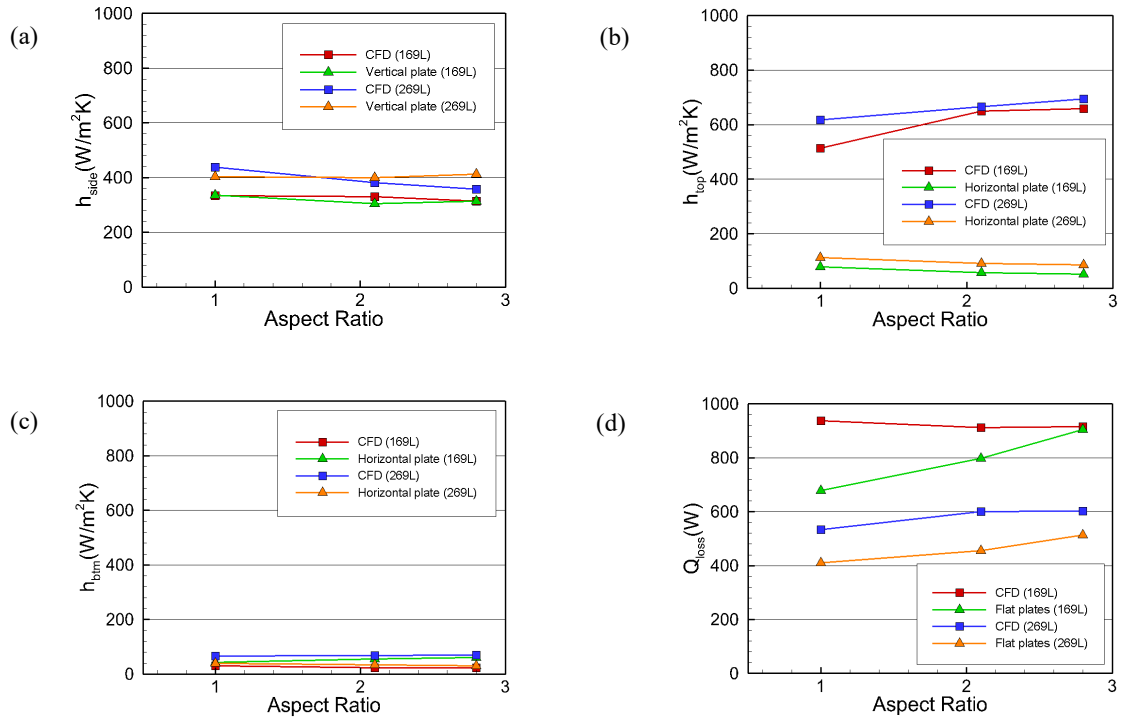 (a)
1000
800
600
400
200
0
h_side(W/m²K)
CFD (169L)
Vertical plate (169L)
CFD (269L)
Vertical plate (269L)
1 2 3
Aspect Ratio
(b)
1000
800
600
400
200
0
h_top(W/m²K)
CFD (169L)
Horizontal plate (169L)
CFD (269L)
Horizontal plate (269L)
1 2 3
Aspect Ratio
(c)
1000
800
600
400
200
0
h_btm(W/m²K)
CFD (169L)
Horizontal plate (169L)
CFD (269L)
Horizontal plate (269L)
1 2 3
Aspect Ratio
(d)
1000
800
600
400
200
0
Q_loss(W)
CFD (169L)
Flat plates (169L)
CFD (269L)
Flat plates (269L)
1 2 3
Aspect Ratio